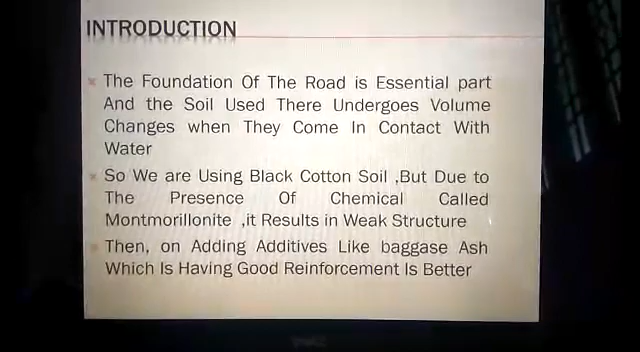 INTRODUCTION
The Foundation Of The Road is Essential part
And the Soil Used There Undergoes Volume
Changes when They Come In Contact With
Water
So We are Using Black Cotton Soil ,But Due to
The Presence Of Chemical Called
Montmorillonite ,it Results in Weak Structure
Then, on Adding Additives Like baggase Ash
Which Is Having Good Reinforcement Is Better